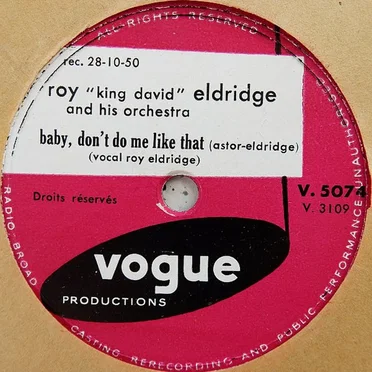 ALL RIGHTS RESERVED
rec. 28-10-50
roy "king david" eldridge
and his orchestra
baby, don't do me like that (astor-eldridge)
(vocal roy eldridge)
Droits réservés
V. 5074
V. 3109
vogue
PRODUCTIONS
RADIO-BROAD
CASTING RERECORDING AND PUBLIC PERFORMANCE UNAUTHO